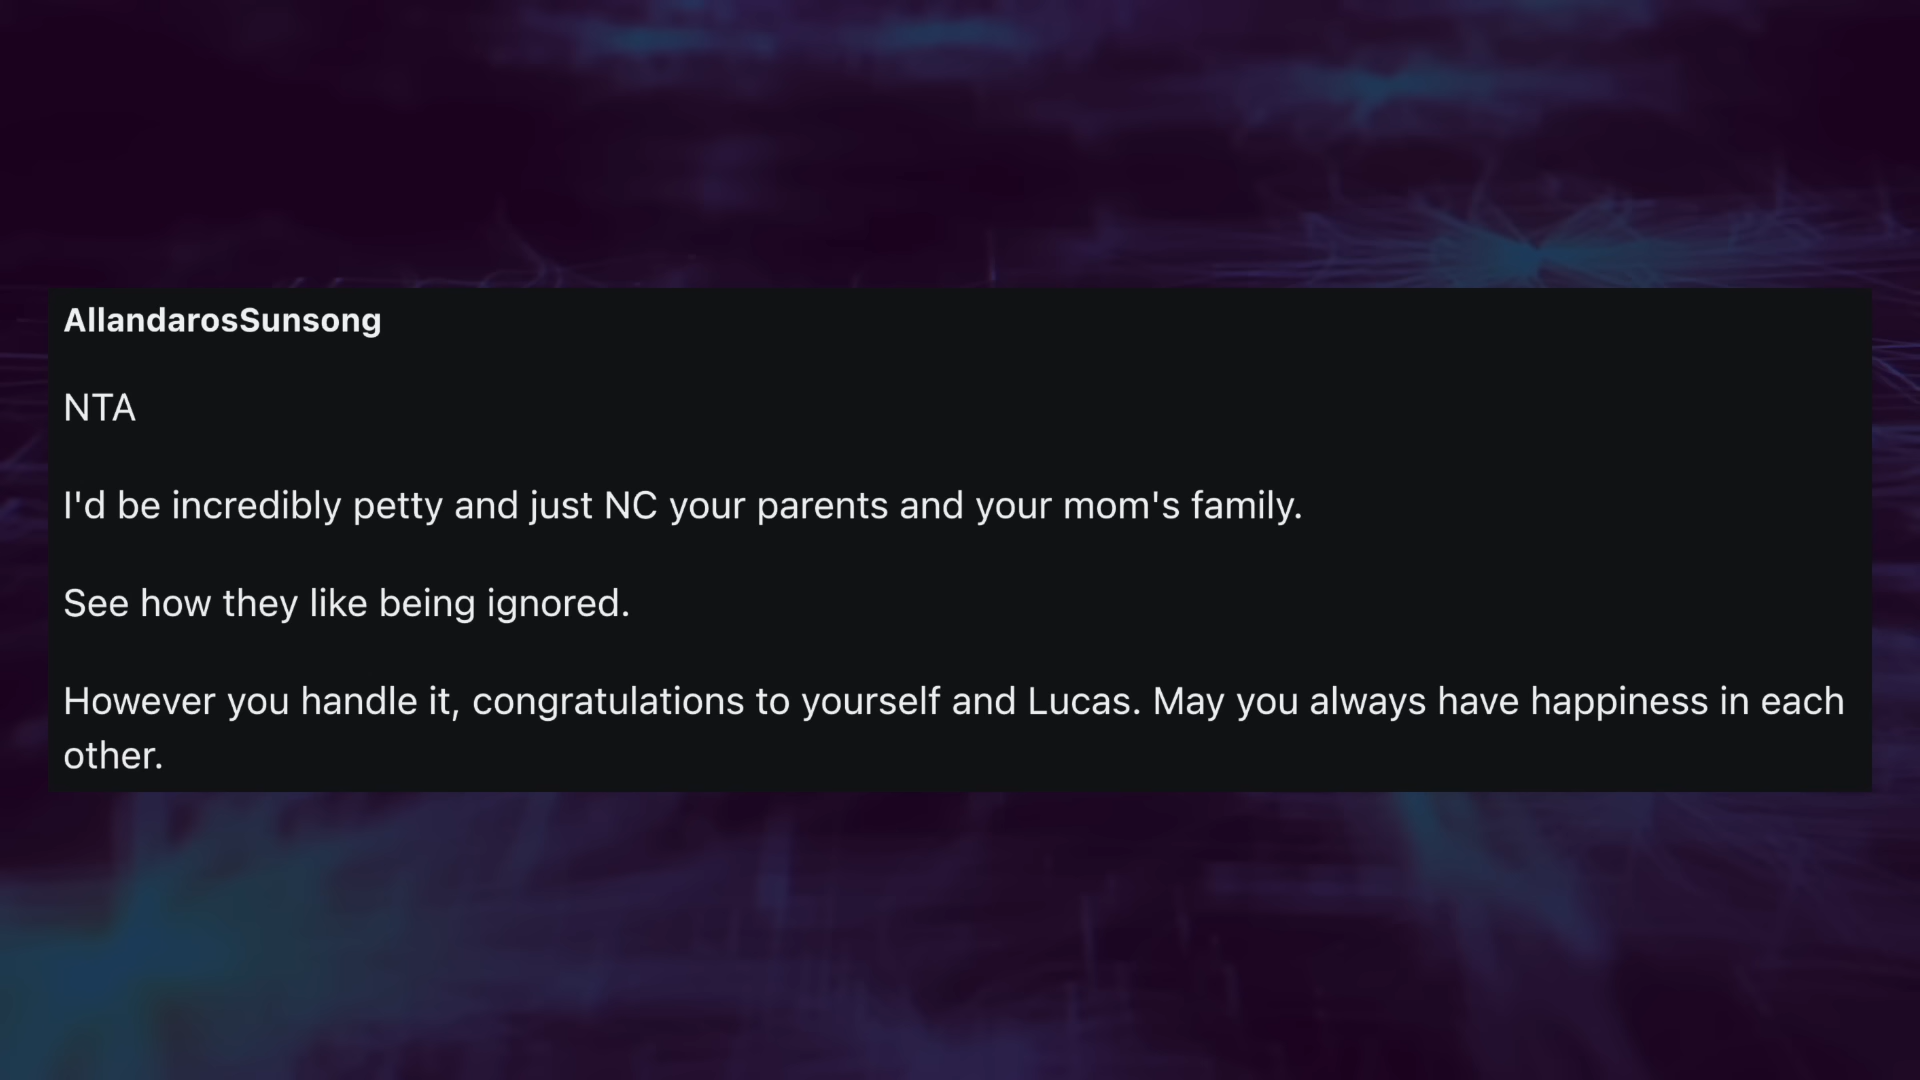 AllandarosSunsong
NTA
I'd be incredibly petty and just NC your parents and your mom's family.
See how they like being ignored.
However you handle it, congratulations to yourself and Lucas. May you always have happiness in each
other.